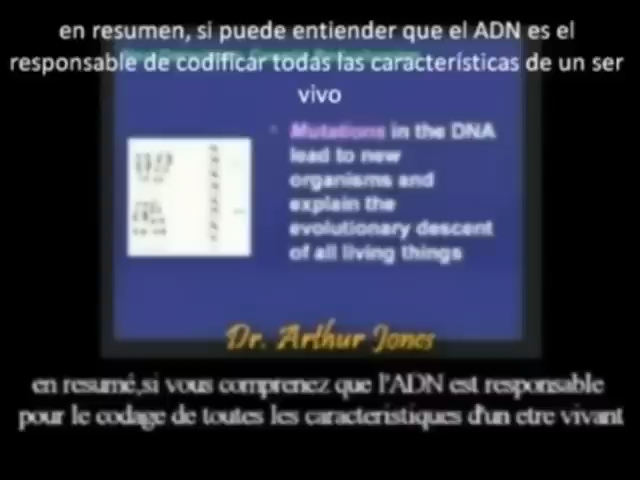 en resumen, si puede entiender que el ADN es el
responsable de codificar todas las características de un ser
vivo
Mutations in the DNA
lead to new
organisms and
explain the
evolutionary descent
of all living things
Dr. Arthur Jones
en resumé,si vous comprenez que l'ADN est responsable
pour le codage de toutes les caracteristiques d'un etre vivant